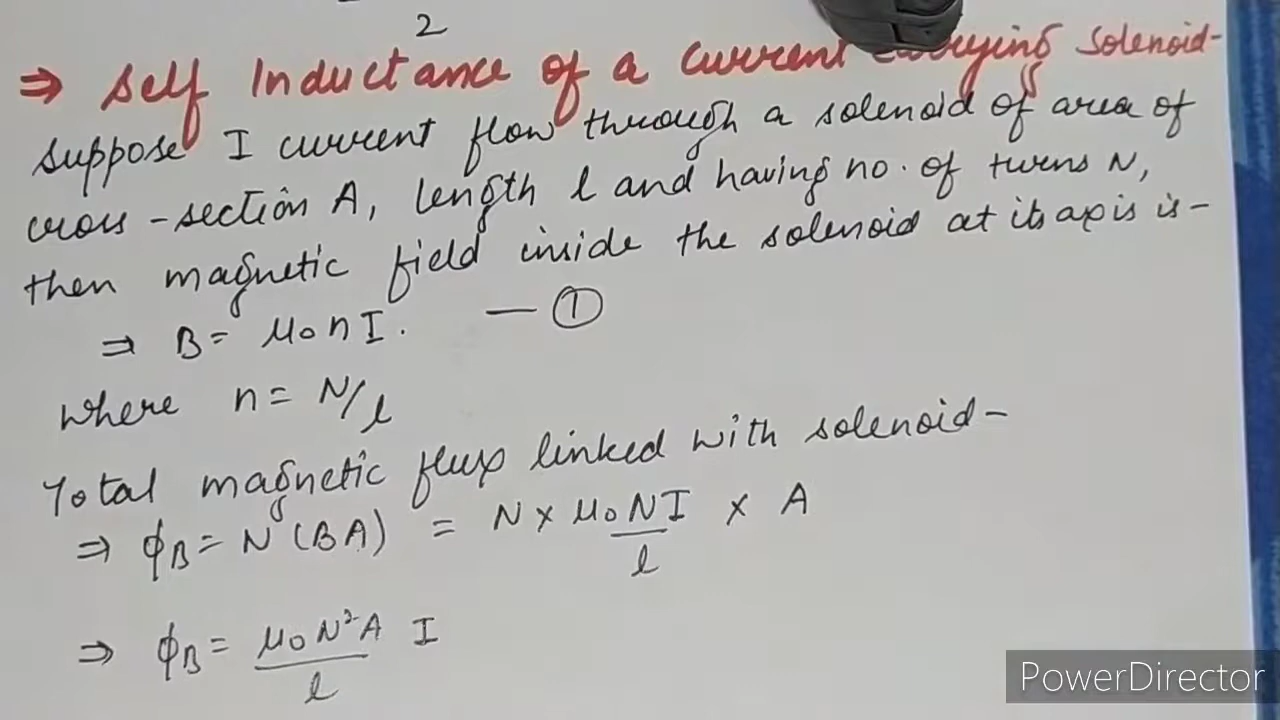 2
⇒ Self Inductance of a current carrying solenoid-
suppose I current flow through a solenoid of area of
cross-section A, length l and having no. of turns N,
then magnetic field inside the solenoid at its axis is-
⇒ B = μ₀nI. — ①
where n = N/l
Total magnetic flux linked with solenoid-
⇒ ϕB = N(BA) = N × μ₀NI/l × A
⇒ ϕB = μ₀N²A/l I
PowerDirector